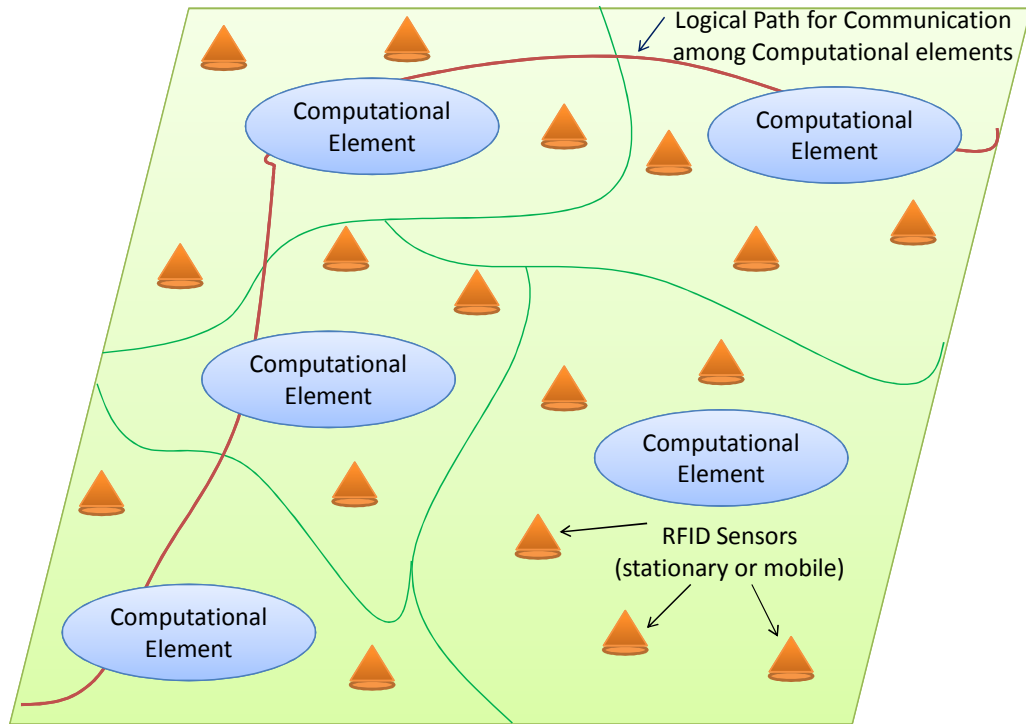 Logical Path for Communication
among Computational elements
Computational
Element
Computational
Element
Computational
Element
Computational
Element
RFID Sensors
(stationary or mobile)
Computational
Element